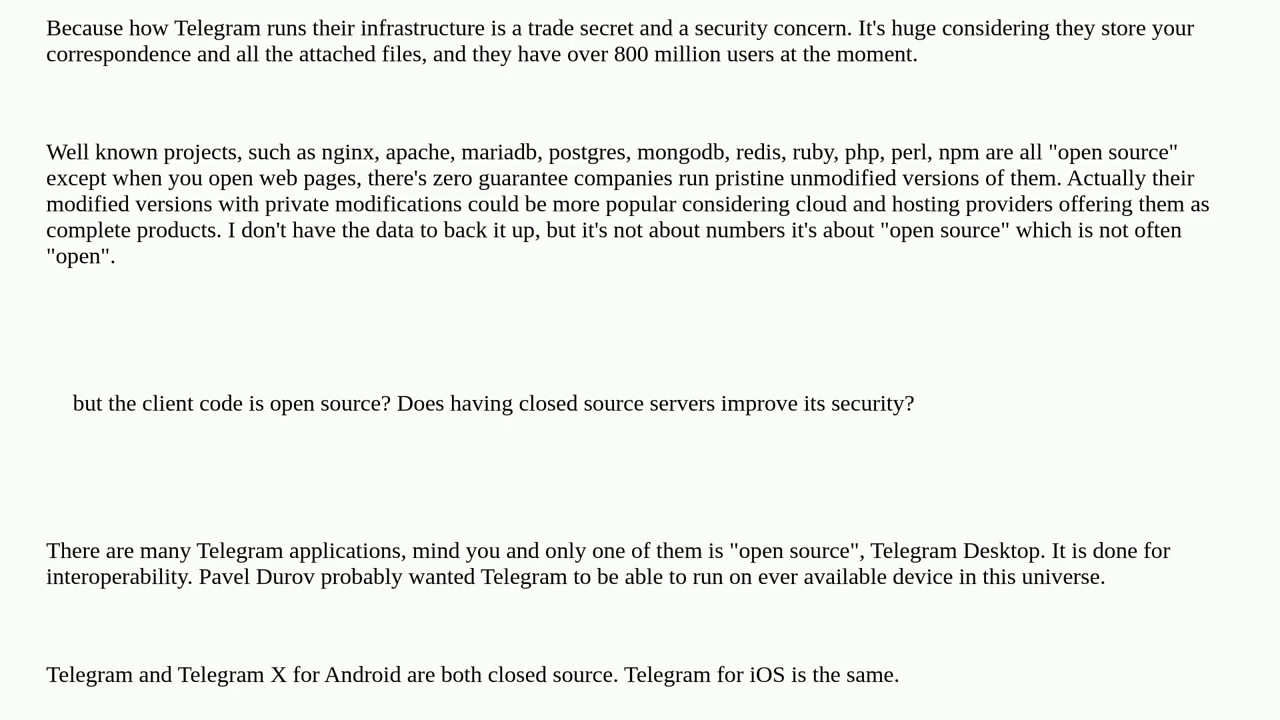 Because how Telegram runs their infrastructure is a trade secret and a security concern. It's huge considering they store your
correspondence and all the attached files, and they have over 800 million users at the moment.
Well known projects, such as nginx, apache, mariadb, postgres, mongodb, redis, ruby, php, perl, npm are all "open source"
except when you open web pages, there's zero guarantee companies run pristine unmodified versions of them. Actually their
modified versions with private modifications could be more popular considering cloud and hosting providers offering them as
complete products. I don't have the data to back it up, but it's not about numbers it's about "open source" which is not often
"open".
but the client code is open source? Does having closed source servers improve its security?
There are many Telegram applications, mind you and only one of them is "open source", Telegram Desktop. It is done for
interoperability. Pavel Durov probably wanted Telegram to be able to run on ever available device in this universe.
Telegram and Telegram X for Android are both closed source. Telegram for iOS is the same.